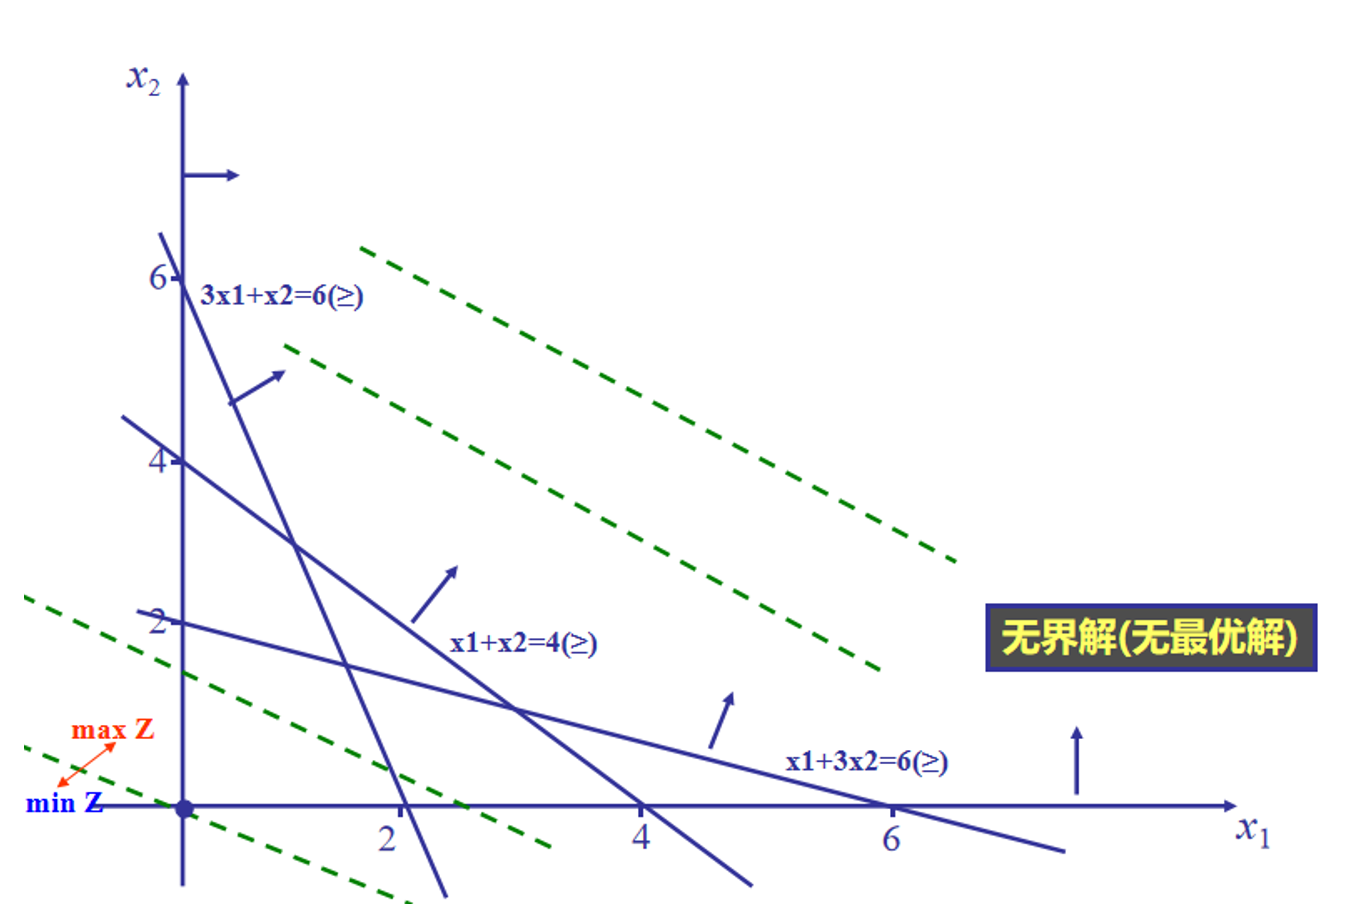 x₂
6
3x1+x2=6(≥)
4
2
x1+x2=4(≥)
无界解(无最优解)
max Z
x1+3x2=6(≥)
min Z
2
4
6
x₁